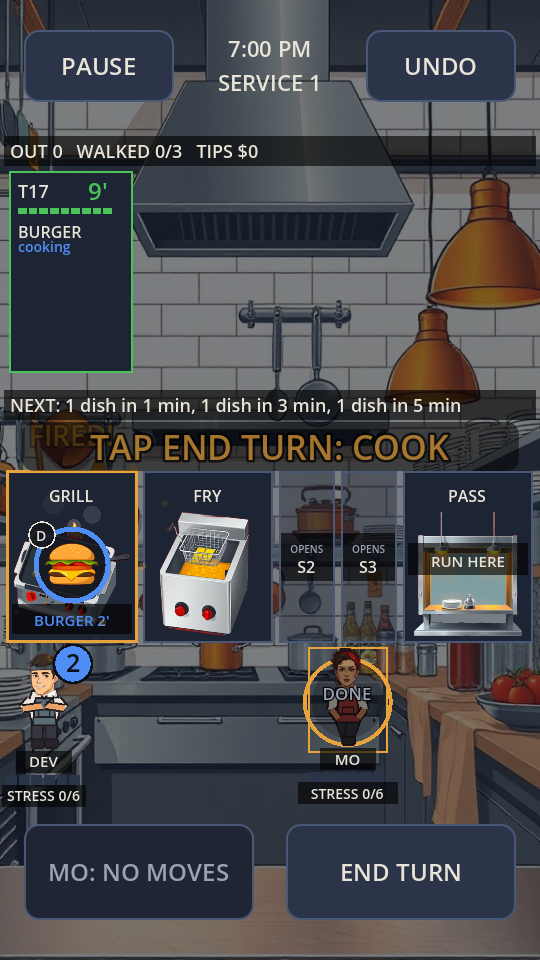 PAUSE
7:00 PM
SERVICE 1
UNDO
OUT 0 WALKED 0/3 TIPS $0
T17 9'
BURGER
cooking
NEXT: 1 dish in 1 min, 1 dish in 3 min, 1 dish in 5 min
FIRED
TAP END TURN: COOK
GRILL
D
BURGER 2'
FRY
OPENS
S2
OPENS
S3
PASS
RUN HERE
2
DEV
STRESS 0/6
DONE
MO
STRESS 0/6
MO: NO MOVES
END TURN